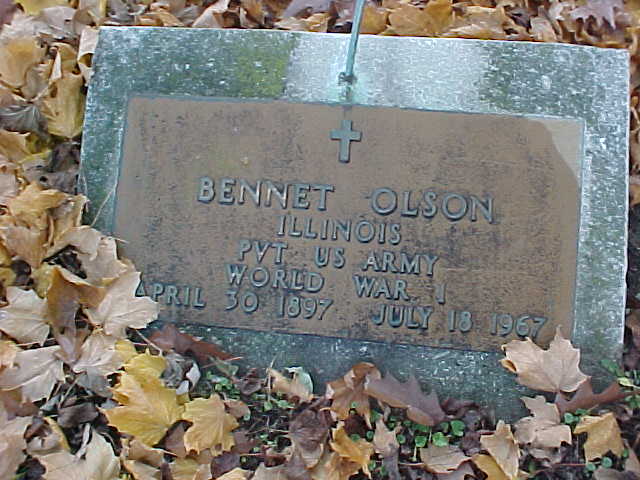 BENNET OLSON
ILLINOIS
PVT US ARMY
WORLD WAR I
APRIL 30 1897 JULY 18 1967